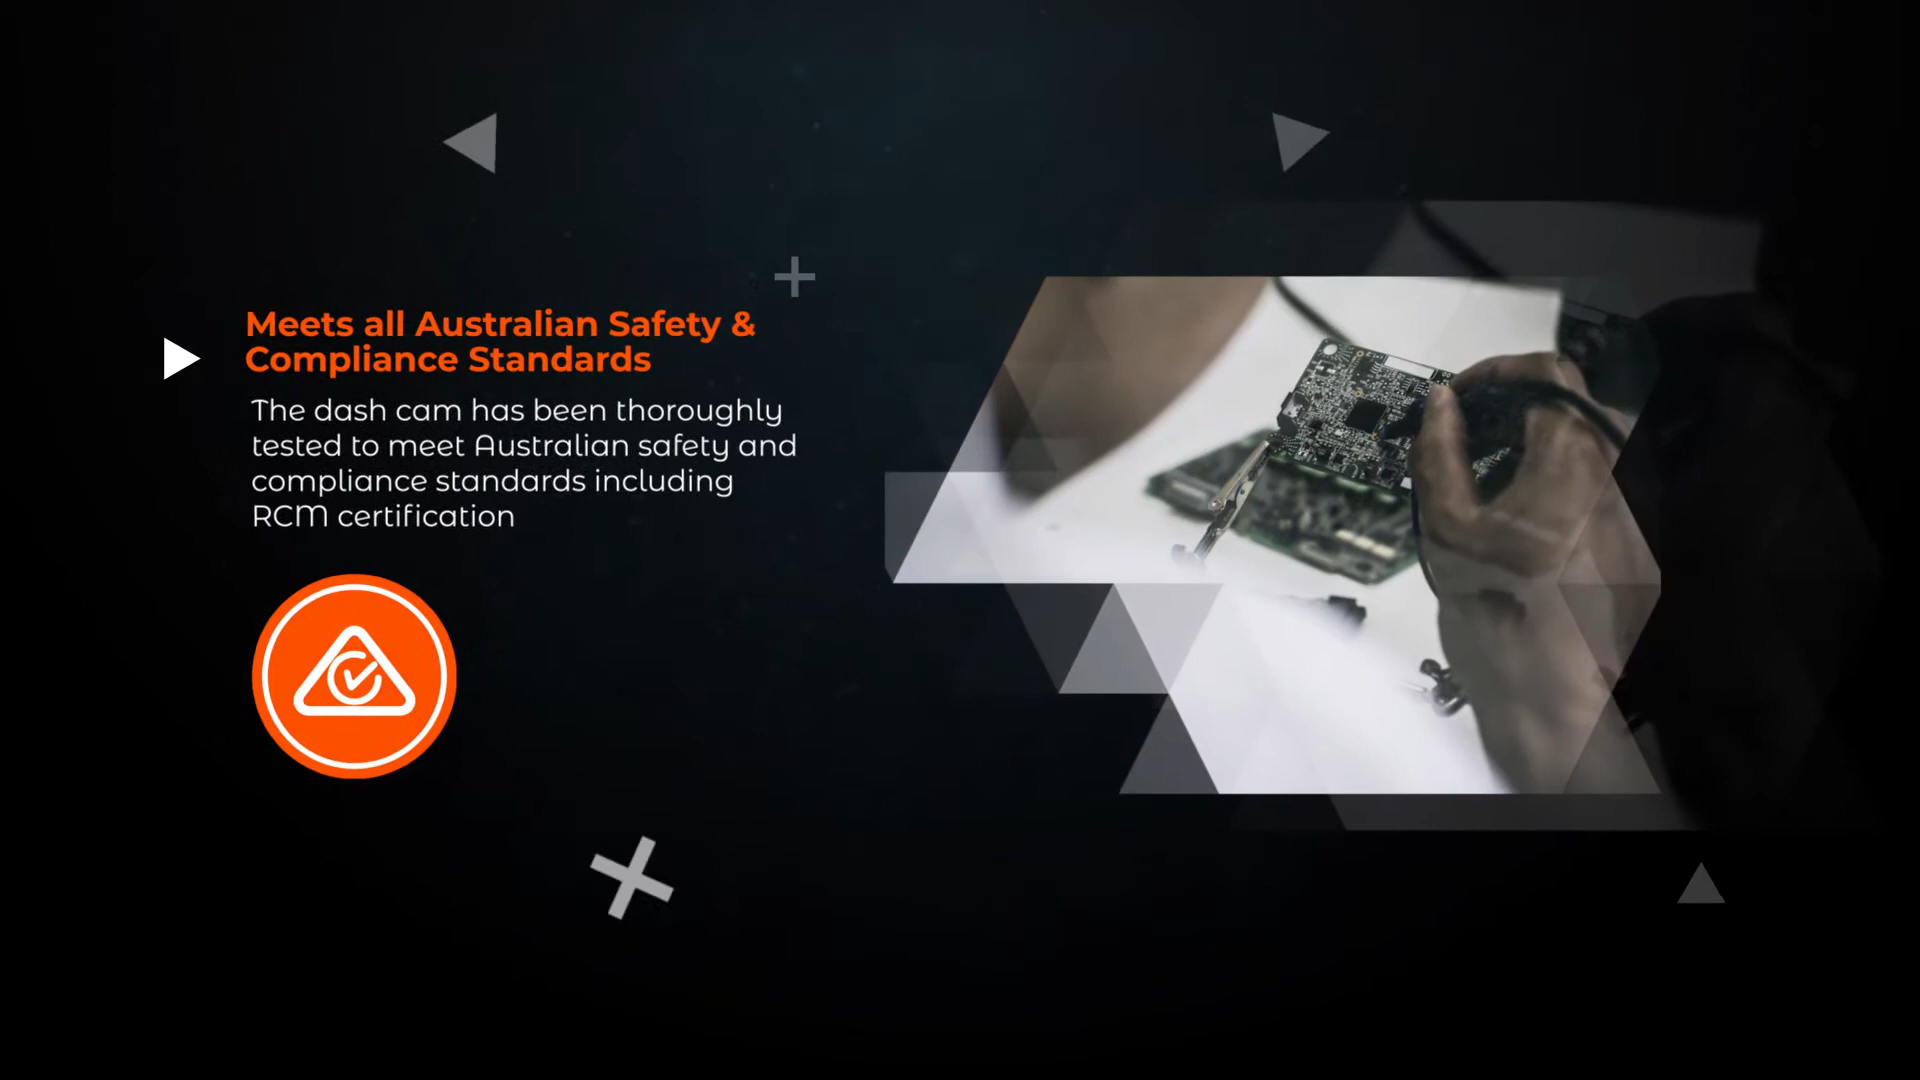 Meets all Australian Safety &
Compliance Standards
The dash cam has been thoroughly
tested to meet Australian safety and
compliance standards including
RCM certification